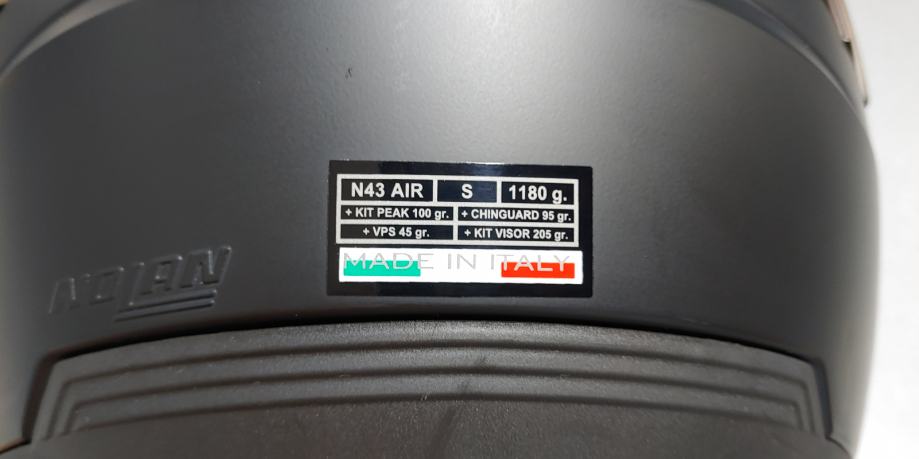 N43 AIR S 1180 g.
+ KIT PEAK 100 gr. + CHINGUARD 95 gr.
+ VPS 45 gr. + KIT VISOR 205 gr.
MADE IN ITALY
NOLAN